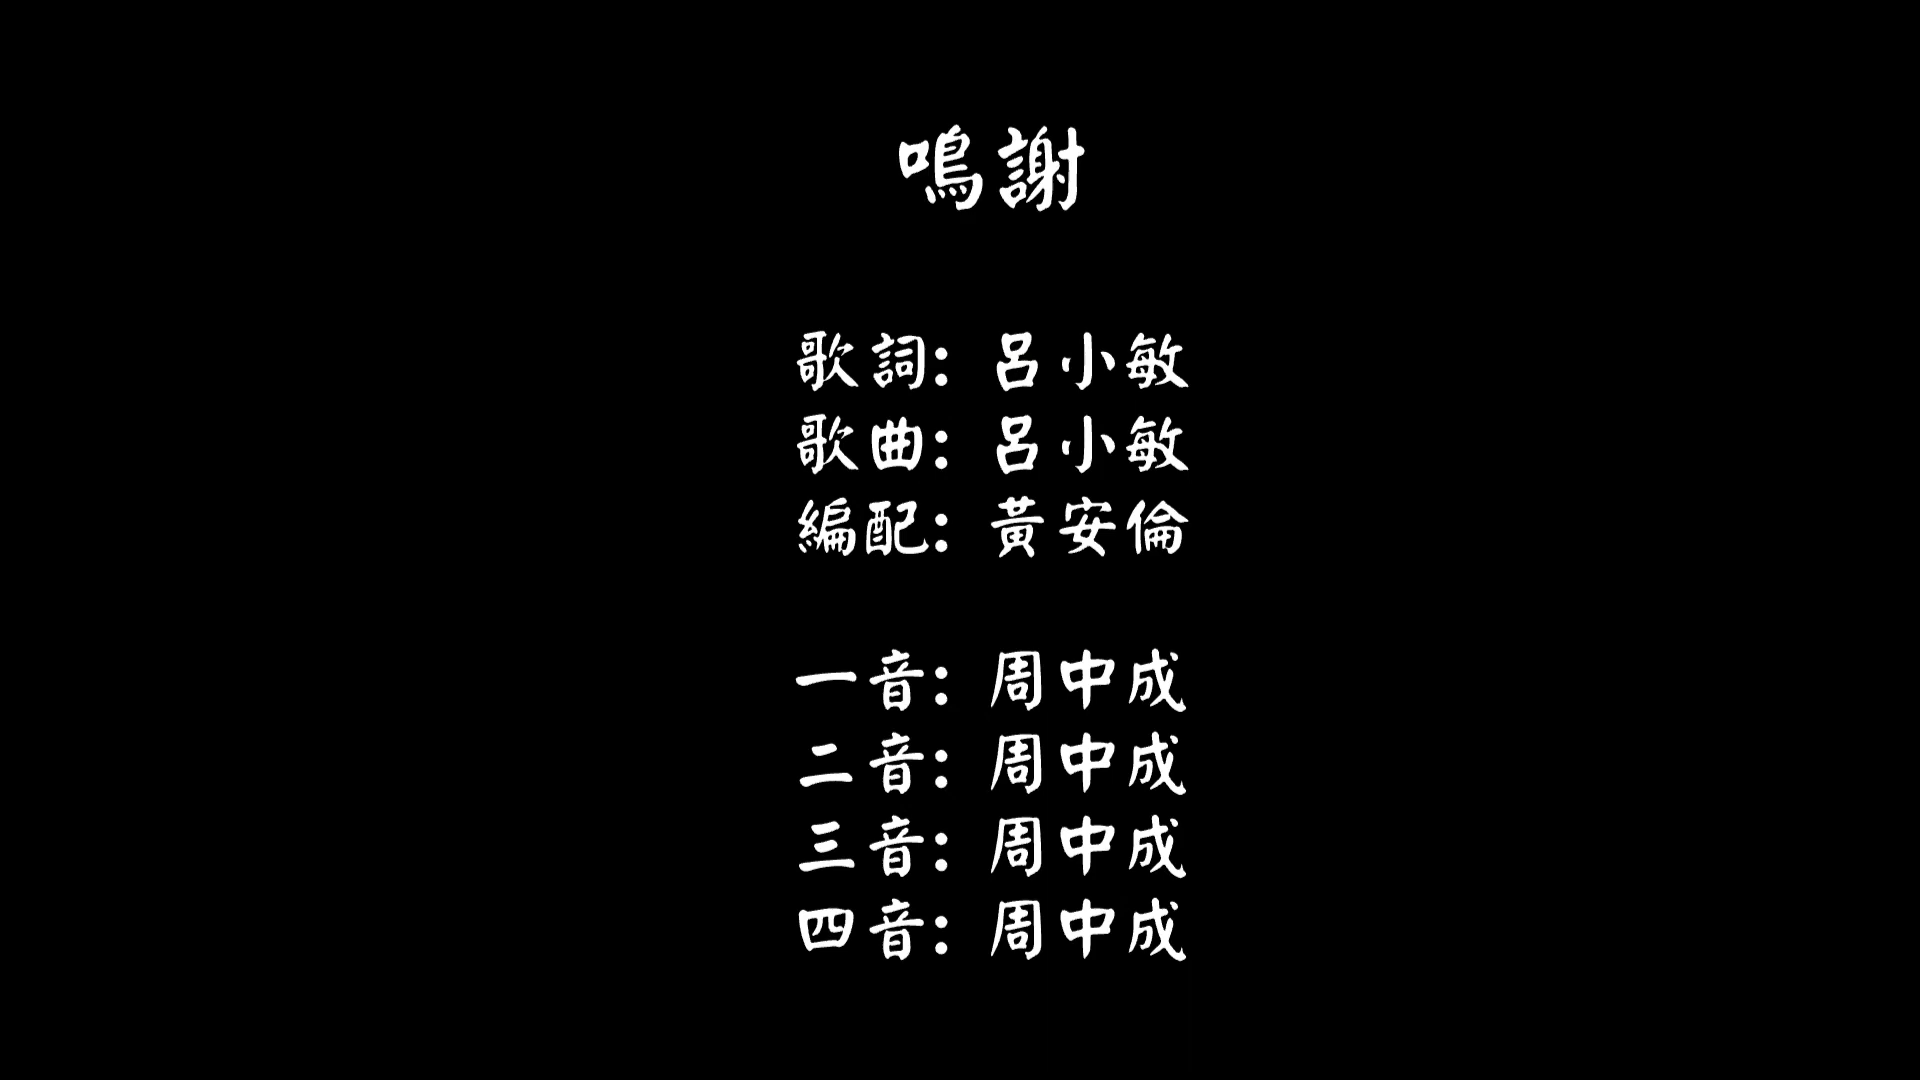 鳴謝
歌詞：呂小敏
歌曲：呂小敏
編配：黃安倫
一音：周中成
二音：周中成
三音：周中成
四音：周中成